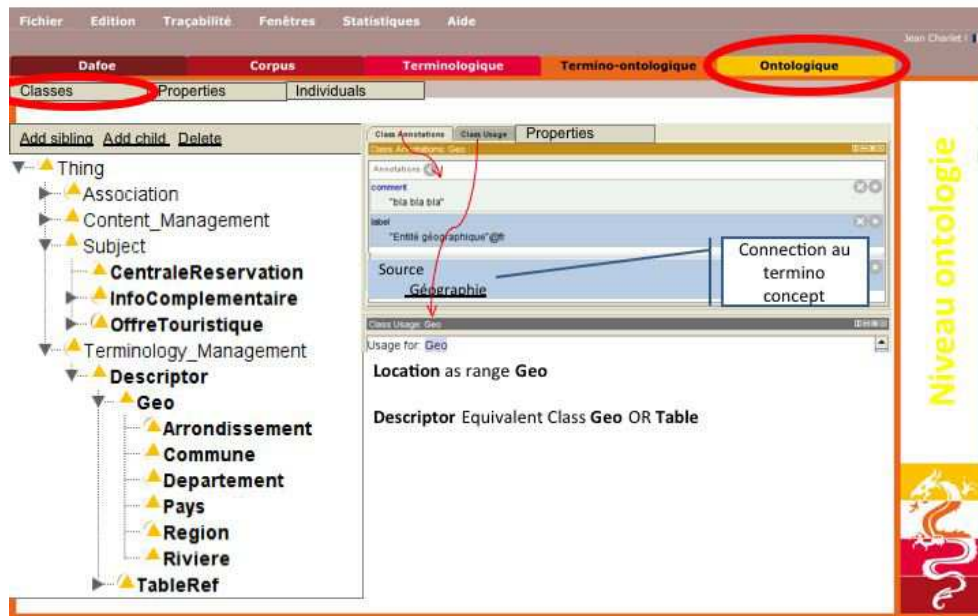 Fichier Edition Traçabilité Fenêtres Statistiques Aide
Jean Charlet
Dafoe Corpus Terminologique Termino-ontologique Ontologique
Classes Properties Individuals
Add sibling Add child Delete
Thing
Association
Content_Management
Subject
CentraleReservation
InfoComplementaire
OffreTouristique
Terminology_Management
Descriptor
Geo
Arrondissement
Commune
Departement
Pays
Region
Riviere
TableRef
Class Annotations Class Usage Properties
Class Annotations: Geo
Annotations
comment
"bla bla bla"
label
"Entité géographique"@fr
Source
Géographie
Connection au
termino
concept
Class Usage: Geo
Usage for: Geo
Location as range Geo
Descriptor Equivalent Class Geo OR Table
Niveau ontologie